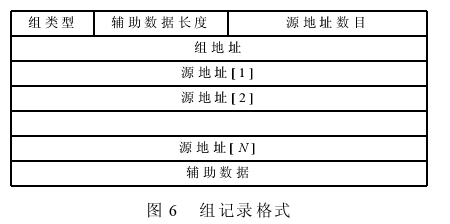 组类型 辅助数据长度 源地址数目
组地址
源地址[1]
源地址[2]
源地址[N]
辅助数据
图6 组记录格式